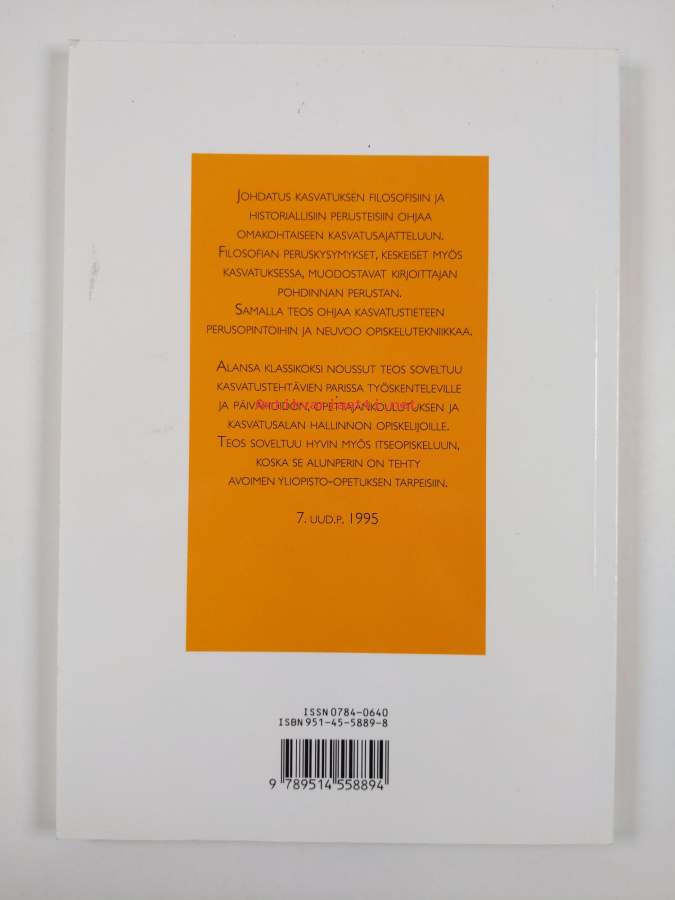 JOHDATUS KASVATUKSEN FILOSOFISIIN JA
HISTORIALLISIIN PERUSTEISIIN OHJAA
OMAKOHTAISEEN KASVATUSAJATTELUUN.
FILOSOFIAN PERUSKYSYMYKSET, KESKEISET MYÖS
KASVATUKSESSA, MUODOSTAVAT KIRJOITTAJAN
POHDINNAN PERUSTAN.
SAMALLA TEOS OHJAA KASVATUSTIETEEN
PERUSOPINTOIHIN JA NEUVOO OPISKELUTEKNIIKKAA.
ALANSA KLASSIKOKSI NOUSSUT TEOS SOVELTUU
KASVATUSTEHTÄVIEN PARISSA TYÖSKENTELEVILLE
JA PÄIVÄHOIDON, OPETTAJANKOULUTUKSEN JA
KASVATUSALAN HALLINNON OPISKELIJOILLE.
TEOS SOVELTUU HYVIN MYÖS ITSEOPISKELUUN,
KOSKA SE ALUNPERIN ON TEHTY
AVOIMEN YLIOPISTO-OPETUKSEN TARPEISIIN.
7. UUD.P. 1995
ISSN 0784-0640
ISBN 951-45-5889-8
9 789514 558894